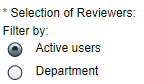 * Selection of Reviewers:
Filter by:
Active users
Department